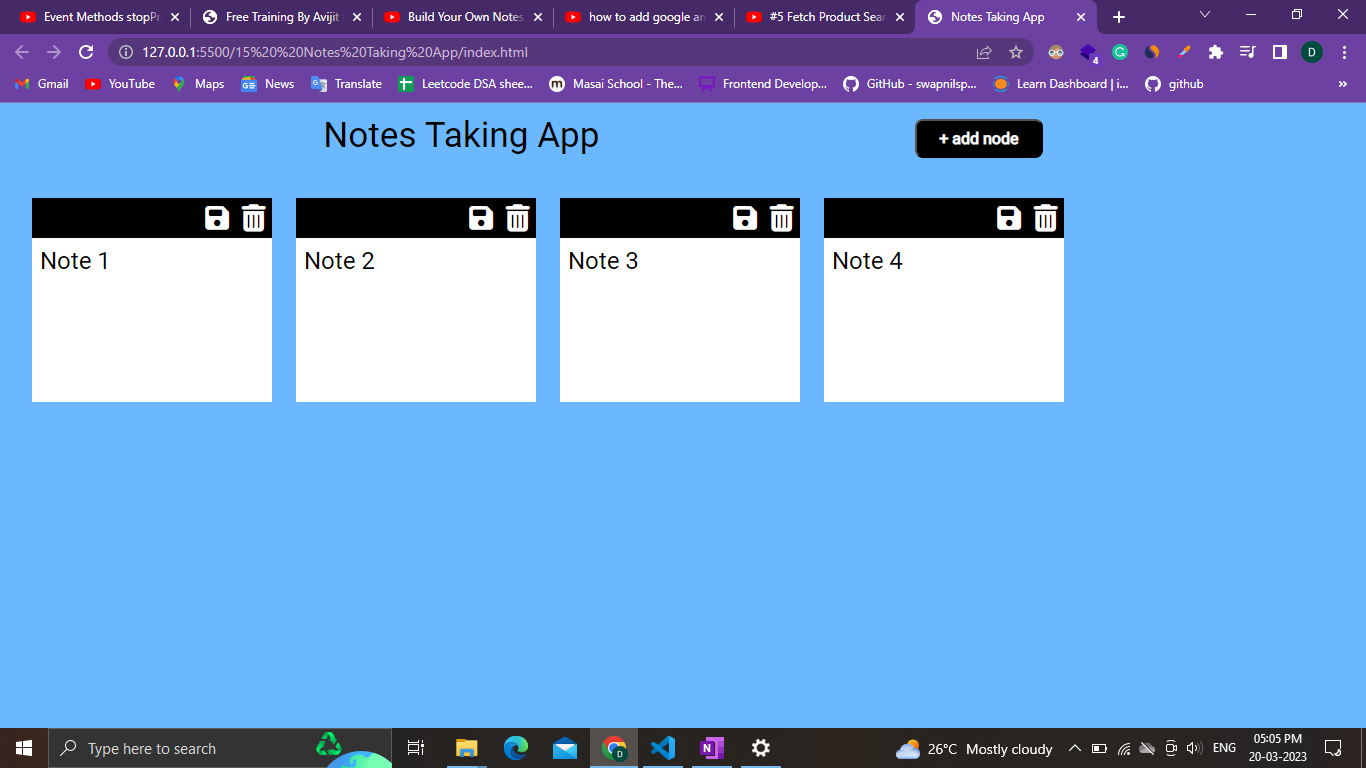 Event Methods stopPr
Free Training By Avijit
Build Your Own Notes
how to add google an
#5 Fetch Product Sear
Notes Taking App
127.0.0.1:5500/15%20%20Notes%20Taking%20App/index.html
4
D
Gmail
YouTube
Maps
News
Translate
Leetcode DSA shee...
Masai School - The...
Frontend Develop...
GitHub - swapnilsp...
Learn Dashboard | i...
github
»
Notes Taking App
+ add node
Note 1
Note 2
Note 3
Note 4
Type here to search
D
N
26°C Mostly cloudy
ENG
05:05 PM
20-03-2023